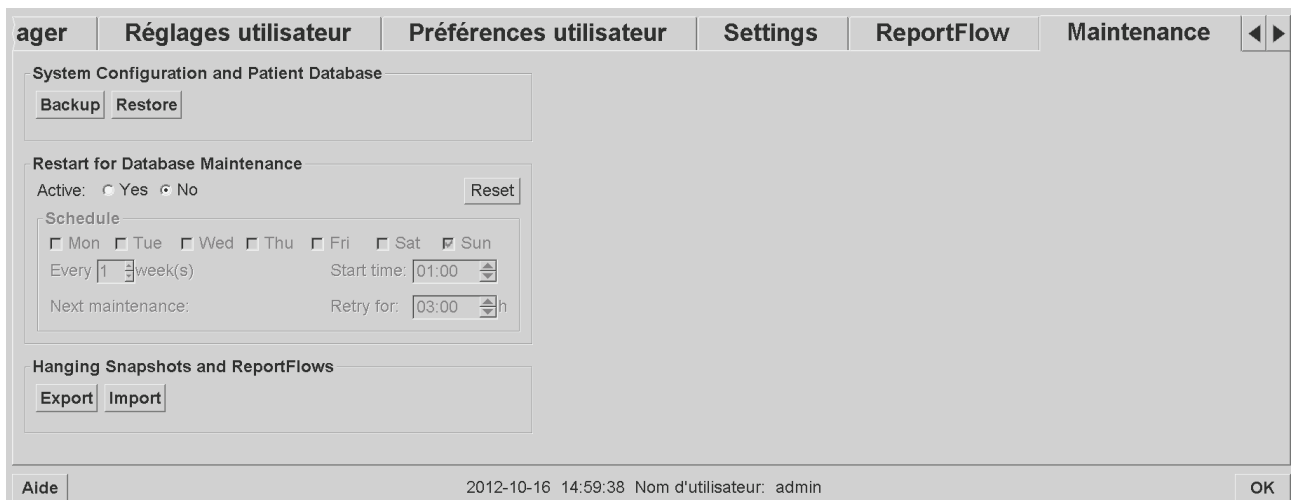 ager Réglages utilisateur Préférences utilisateur Settings ReportFlow Maintenance
System Configuration and Patient Database
Backup Restore
Restart for Database Maintenance
Active: Yes No Reset
Schedule
Mon Tue Wed Thu Fri Sat Sun
Every 1 week(s) Start time: 01:00
Next maintenance: Retry for: 03:00 h
Hanging Snapshots and ReportFlows
Export Import
Aide 2012-10-16 14:59:38 Nom d'utilisateur: admin OK